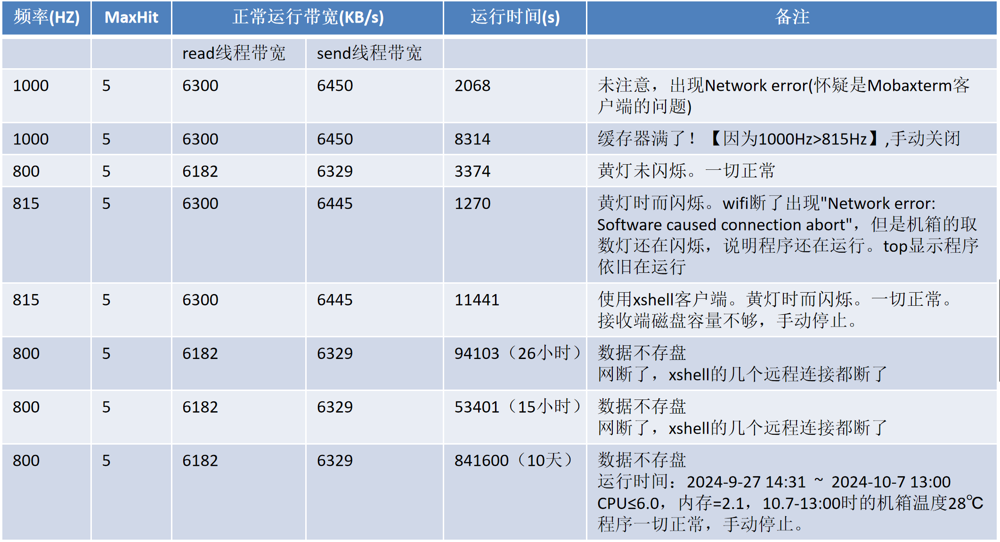 频率(HZ) MaxHit 正常运行带宽(KB/s) 运行时间(s) 备注
read线程带宽 send线程带宽
1000 5 6300 6450 2068 未注意，出现Network error(怀疑是Mobaxterm客
户端的问题)
1000 5 6300 6450 8314 缓存器满了！【因为1000Hz>815Hz】,手动关闭
800 5 6182 6329 3374 黄灯未闪烁。一切正常
815 5 6300 6445 1270 黄灯时而闪烁。wifi断了出现"Network error:
Software caused connection abort"，但是机箱的取
数灯还在闪烁，说明程序还在运行。top显示程序
依旧在运行
815 5 6300 6445 11441 使用xshell客户端。黄灯时而闪烁。一切正常。
接收端磁盘容量不够，手动停止。
800 5 6182 6329 94103（26小时） 数据不存盘
网断了，xshell的几个远程连接都断了
800 5 6182 6329 53401（15小时） 数据不存盘
网断了，xshell的几个远程连接都断了
800 5 6182 6329 841600（10天） 数据不存盘
运行时间：2024-9-27 14:31 ~ 2024-10-7 13:00
CPU≤6.0，内存=2.1，10.7-13:00时的机箱温度28℃
程序一切正常，手动停止。